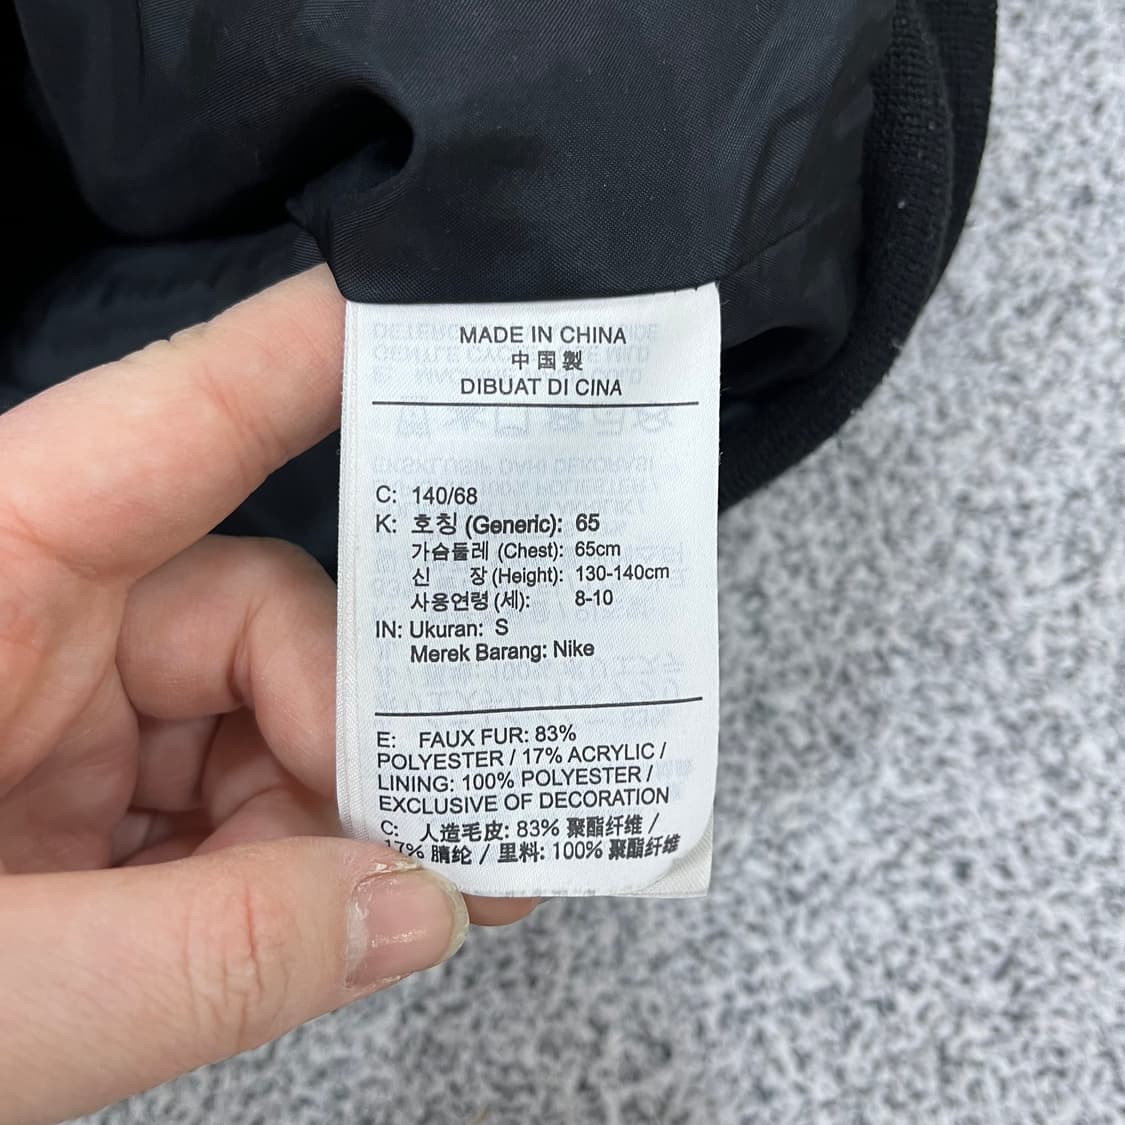 MADE IN CHINA
中国製
DIBUAT DI CINA
C: 140/68
K: 호칭 (Generic): 65
가슴둘레 (Chest): 65cm
신 장 (Height): 130-140cm
사용연령 (세): 8-10
IN: Ukuran: S
Merek Barang: Nike
E: FAUX FUR: 83%
POLYESTER / 17% ACRYLIC /
LINING: 100% POLYESTER /
EXCLUSIVE OF DECORATION
C: 人造毛皮: 83% 聚酯纤维 /
17% 腈纶 / 里料: 100% 聚酯纤维